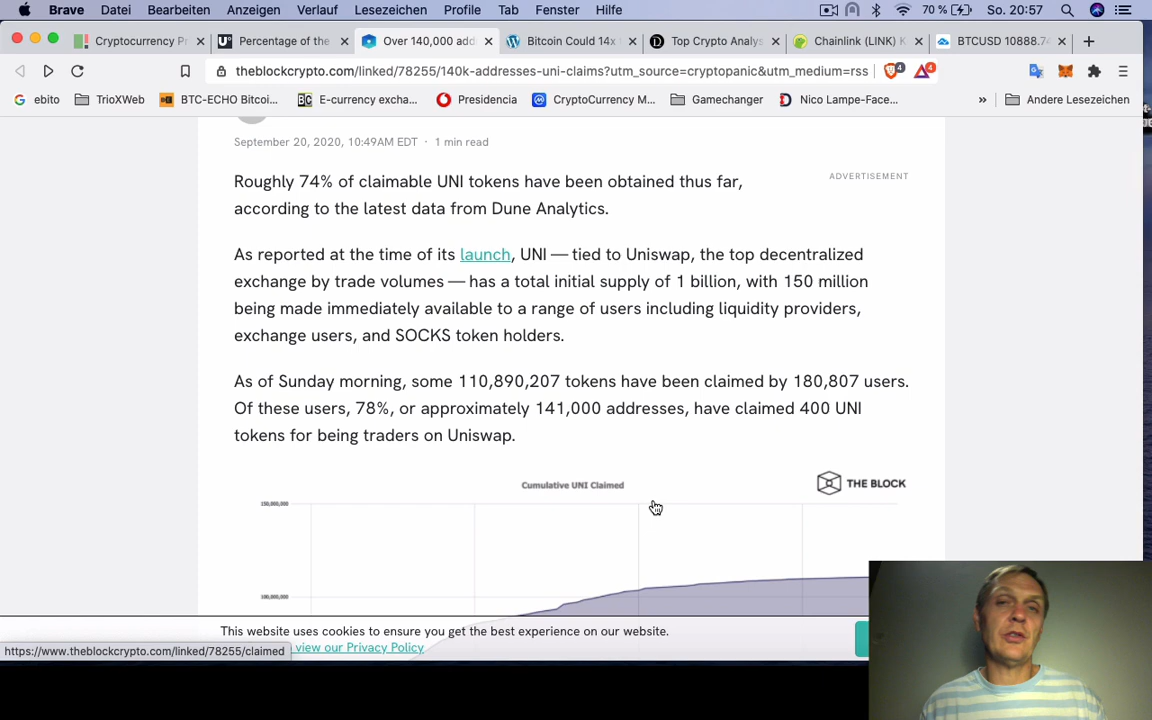 Brave Datei Bearbeiten Anzeigen Verlauf Lesezeichen Profile Tab Fenster Hilfe 70 % So. 20:57
Cryptocurrency Pr Percentage of the Over 140,000 add Bitcoin Could 14x Top Crypto Analys Chainlink (LINK) K BTCUSD 10888.7
theblockcrypto.com/linked/78255/140k-addresses-uni-claims?utm_source=cryptopanic&utm_medium=rss 4 4
ebito TrioXWeb BTC-ECHO Bitcoi... E-currency excha... Presidencia CryptoCurrency M... Gamechanger Nico Lampe-Face... » Andere Lesezeichen
September 20, 2020, 10:49AM EDT · 1 min read
ADVERTISEMENT
Roughly 74% of claimable UNI tokens have been obtained thus far,
according to the latest data from Dune Analytics.
As reported at the time of its launch, UNI — tied to Uniswap, the top decentralized
exchange by trade volumes — has a total initial supply of 1 billion, with 150 million
being made immediately available to a range of users including liquidity providers,
exchange users, and SOCKS token holders.
As of Sunday morning, some 110,890,207 tokens have been claimed by 180,807 users.
Of these users, 78%, or approximately 141,000 addresses, have claimed 400 UNI
tokens for being traders on Uniswap.
Cumulative UNI Claimed
THE BLOCK
150,000,000
100,000,000
This website uses cookies to ensure you get the best experience on our website.
view our Privacy Policy
https://www.theblockcrypto.com/linked/78255/claimed